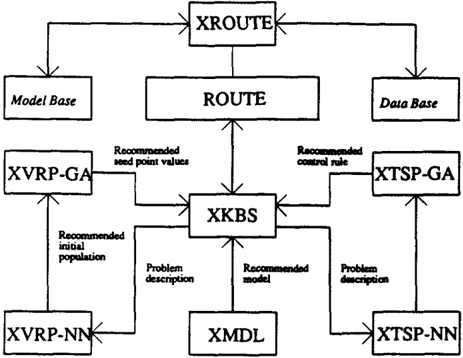 XROUTE
Model Base
ROUTE
Data Base
Recommended
seed point values
Recommended
control rule
XVRP-GA
XTSP-GA
XKBS
Recommended
initial
population
Problem
description
Recommended
model
Problem
description
XVRP-NN
XMDL
XTSP-NN